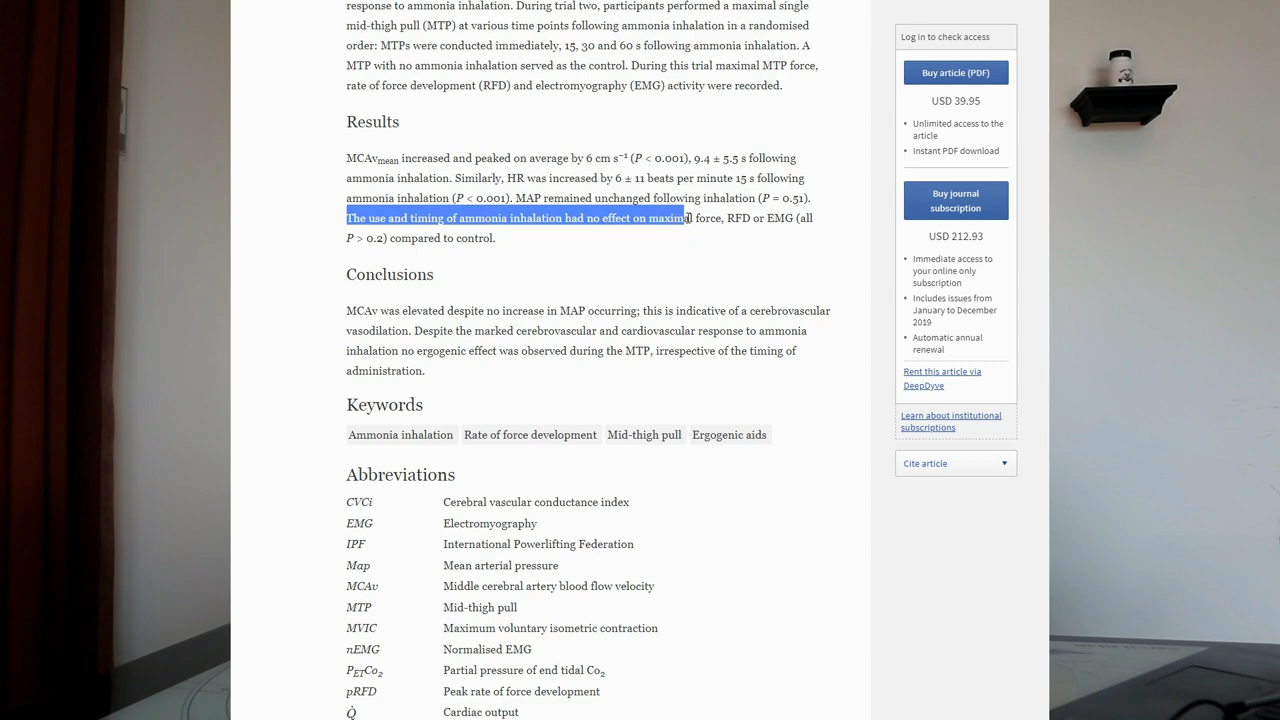 response to ammonia inhalation. During trial two, participants performed a maximal single
mid-thigh pull (MTP) at various time points following ammonia inhalation in a randomised
order: MTPs were conducted immediately, 15, 30 and 60 s following ammonia inhalation. A
MTP with no ammonia inhalation served as the control. During this trial maximal MTP force,
rate of force development (RFD) and electromyography (EMG) activity were recorded.
Results
MCAvmean increased and peaked on average by 6 cm s⁻¹ (P < 0.001), 9.4 ± 5.5 s following
ammonia inhalation. Similarly, HR was increased by 6 ± 11 beats per minute 15 s following
ammonia inhalation (P < 0.001). MAP remained unchanged following inhalation (P = 0.51).
The use and timing of ammonia inhalation had no effect on maximal force, RFD or EMG (all
P > 0.2) compared to control.
Conclusions
MCAv was elevated despite no increase in MAP occurring; this is indicative of a cerebrovascular
vasodilation. Despite the marked cerebrovascular and cardiovascular response to ammonia
inhalation no ergogenic effect was observed during the MTP, irrespective of the timing of
administration.
Keywords
Ammonia inhalation Rate of force development Mid-thigh pull Ergogenic aids
Abbreviations
CVCi Cerebral vascular conductance index
EMG Electromyography
IPF International Powerlifting Federation
Map Mean arterial pressure
MCAv Middle cerebral artery blood flow velocity
MTP Mid-thigh pull
MVIC Maximum voluntary isometric contraction
nEMG Normalised EMG
PETCo₂ Partial pressure of end tidal Co₂
pRFD Peak rate of force development
Q̇ Cardiac output
Log in to check access
Buy article (PDF)
USD 39.95
• Unlimited access to the
article
• Instant PDF download
Buy journal
subscription
USD 212.93
• Immediate access to
your online only
subscription
• Includes issues from
January to December
2019
• Automatic annual
renewal
Rent this article via
DeepDyve
Learn about institutional
subscriptions
Cite article